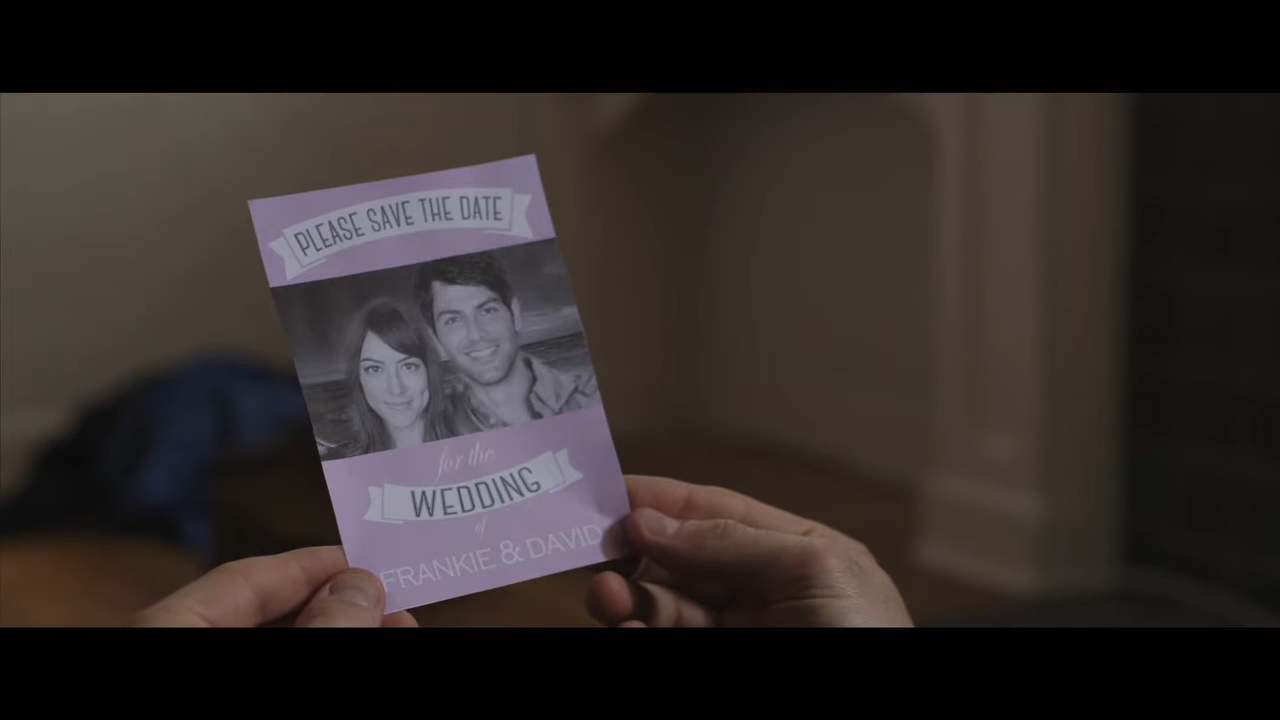 PLEASE SAVE THE DATE
for the
WEDDING
of
FRANKIE & DAVID